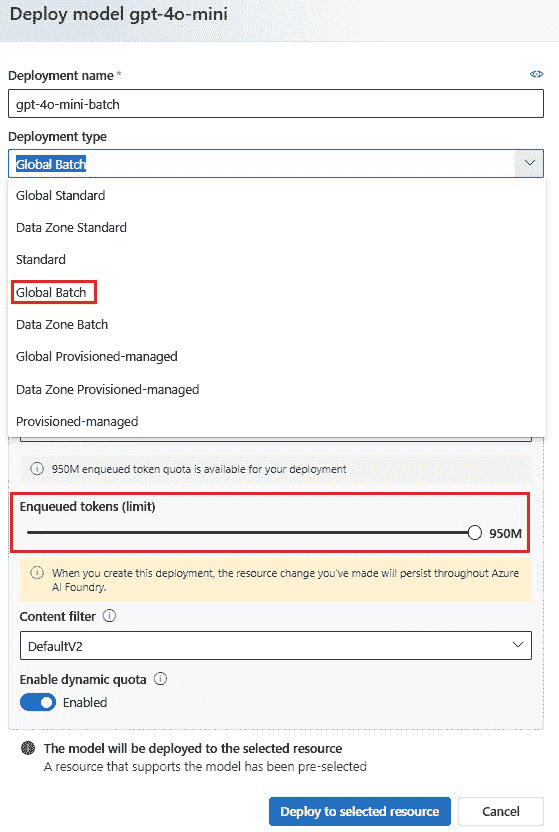 Deploy model gpt-4o-mini
Deployment name *
gpt-4o-mini-batch
Deployment type
Global Batch
Global Standard
Data Zone Standard
Standard
Global Batch
Data Zone Batch
Global Provisioned-managed
Data Zone Provisioned-managed
Provisioned-managed
950M enqueued token quota is available for your deployment
Enqueued tokens (limit)
950M
When you create this deployment, the resource change you've made will persist throughout Azure
AI Foundry.
Content filter
DefaultV2
Enable dynamic quota
Enabled
The model will be deployed to the selected resource
A resource that supports the model has been pre-selected
Deploy to selected resource
Cancel